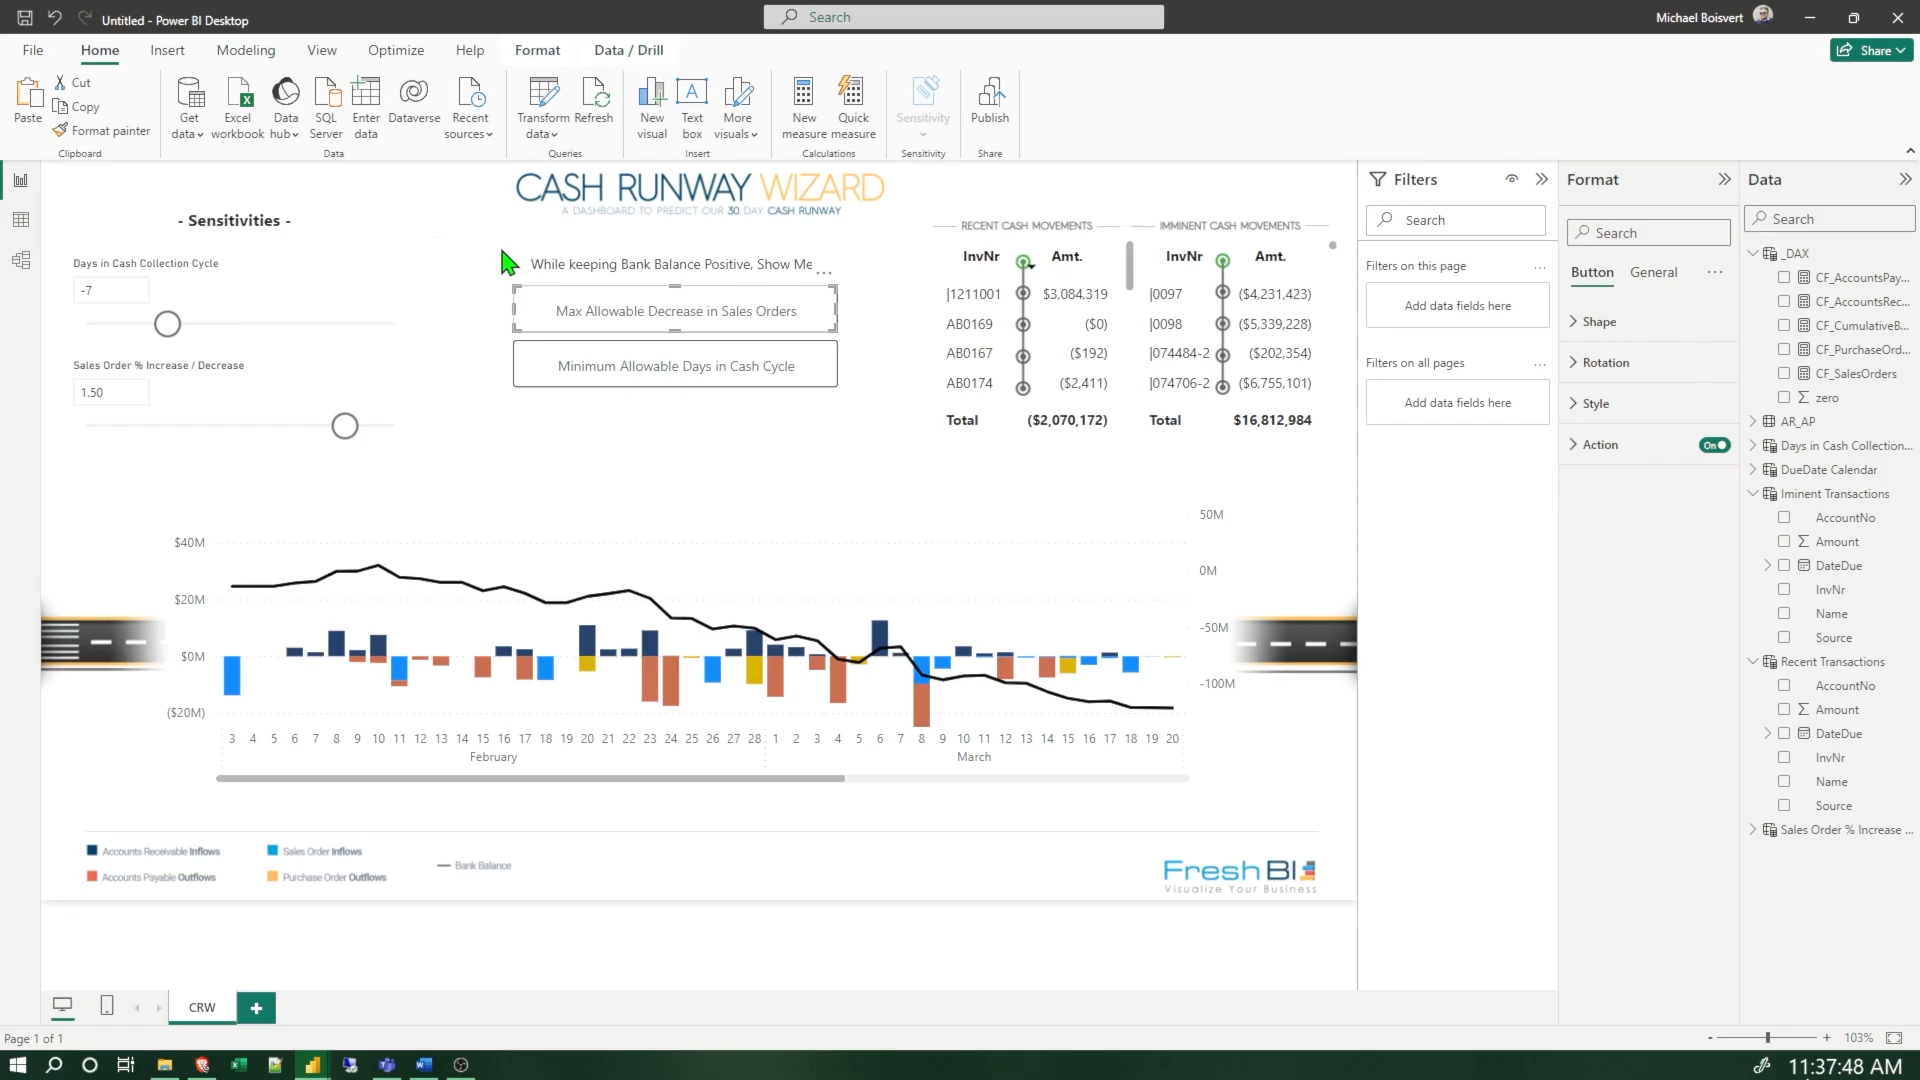 Untitled - Power BI Desktop
Search
Michael Boisvert
File
Home
Insert
Modeling
View
Optimize
Help
Format
Data / Drill
Share
Paste
Cut
Copy
Format painter
Clipboard
Get data
Excel workbook
Data hub
SQL Server
Enter data
Dataverse
Recent sources
Data
Transform data
Refresh
Queries
New visual
Text box
More visuals
Insert
New measure
Quick measure
Calculations
Sensitivity
Sensitivity
Publish
Share
CASH RUNWAY WIZARD
A DASHBOARD TO PREDICT OUR 30 DAY CASH RUNWAY
- Sensitivities -
Days in Cash Collection Cycle
-7
Sales Order % Increase / Decrease
1.50
While keeping Bank Balance Positive, Show Me
Max Allowable Decrease in Sales Orders
Minimum Allowable Days in Cash Cycle
RECENT CASH MOVEMENTS
InvNr Amt.
|1211001 $3,084,319
AB0169 ($0)
AB0167 ($192)
AB0174 ($2,411)
Total ($2,070,172)
IMMINENT CASH MOVEMENTS
InvNr Amt.
|0097 ($4,231,423)
|0098 ($5,339,228)
|074484-2 ($202,354)
|074706-2 ($6,755,101)
Total $16,812,984
$40M
$20M
$0M
($20M)
50M
0M
-50M
-100M
3 4 5 6 7 8 9 10 11 12 13 14 15 16 17 18 19 20 21 22 23 24 25 26 27 28 1 2 3 4 5 6 7 8 9 10 11 12 13 14 15 16 17 18 19 20
February
March
Accounts Receivable Inflows
Sales Order Inflows
Bank Balance
Accounts Payable Outflows
Purchase Order Outflows
FreshBI
Visualize Your Business
Filters
Search
Filters on this page
Add data fields here
Filters on all pages
Add data fields here
Format
Search
Button
General
Shape
Rotation
Style
Action
On
Data
Search
_DAX
CF_AccountsPay...
CF_AccountsRec...
CF_CumulativeB...
CF_PurchaseOrd...
CF_SalesOrders
zero
AR_AP
Days in Cash Collection...
DueDate Calendar
Iminent Transactions
AccountNo
Amount
DateDue
InvNr
Name
Source
Recent Transactions
AccountNo
Amount
DateDue
InvNr
Name
Source
Sales Order % Increase ...
CRW
Page 1 of 1
103%
11:37:48 AM